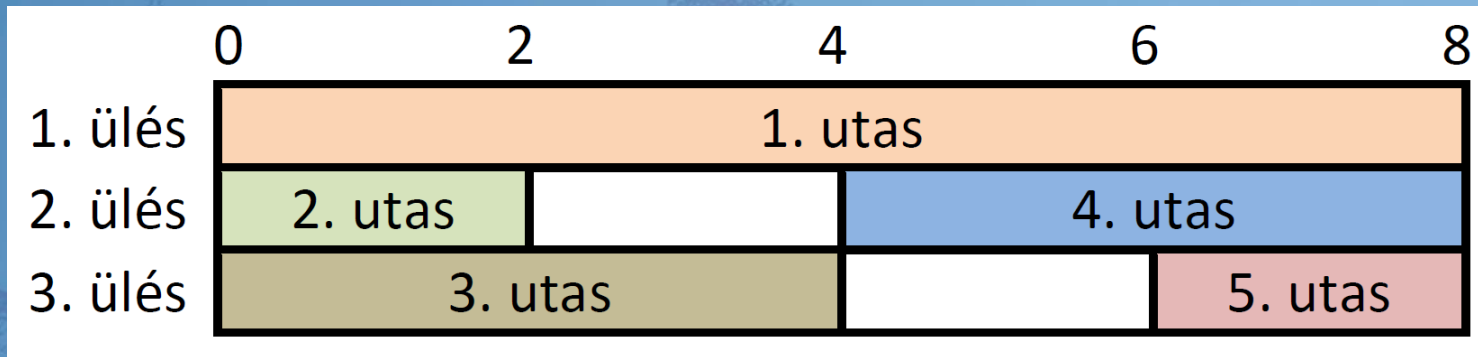 0 2 4 6 8
1. ülés 1. utas
2. ülés 2. utas 4. utas
3. ülés 3. utas 5. utas